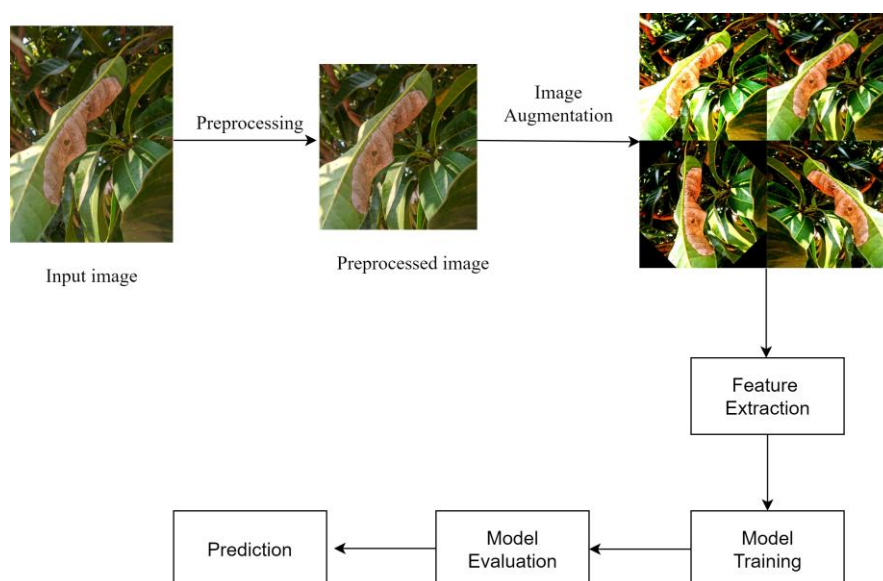 Preprocessing
Image
Augmentation
Input image
Preprocessed image
Feature
Extraction
Model
Training
Model
Evaluation
Prediction